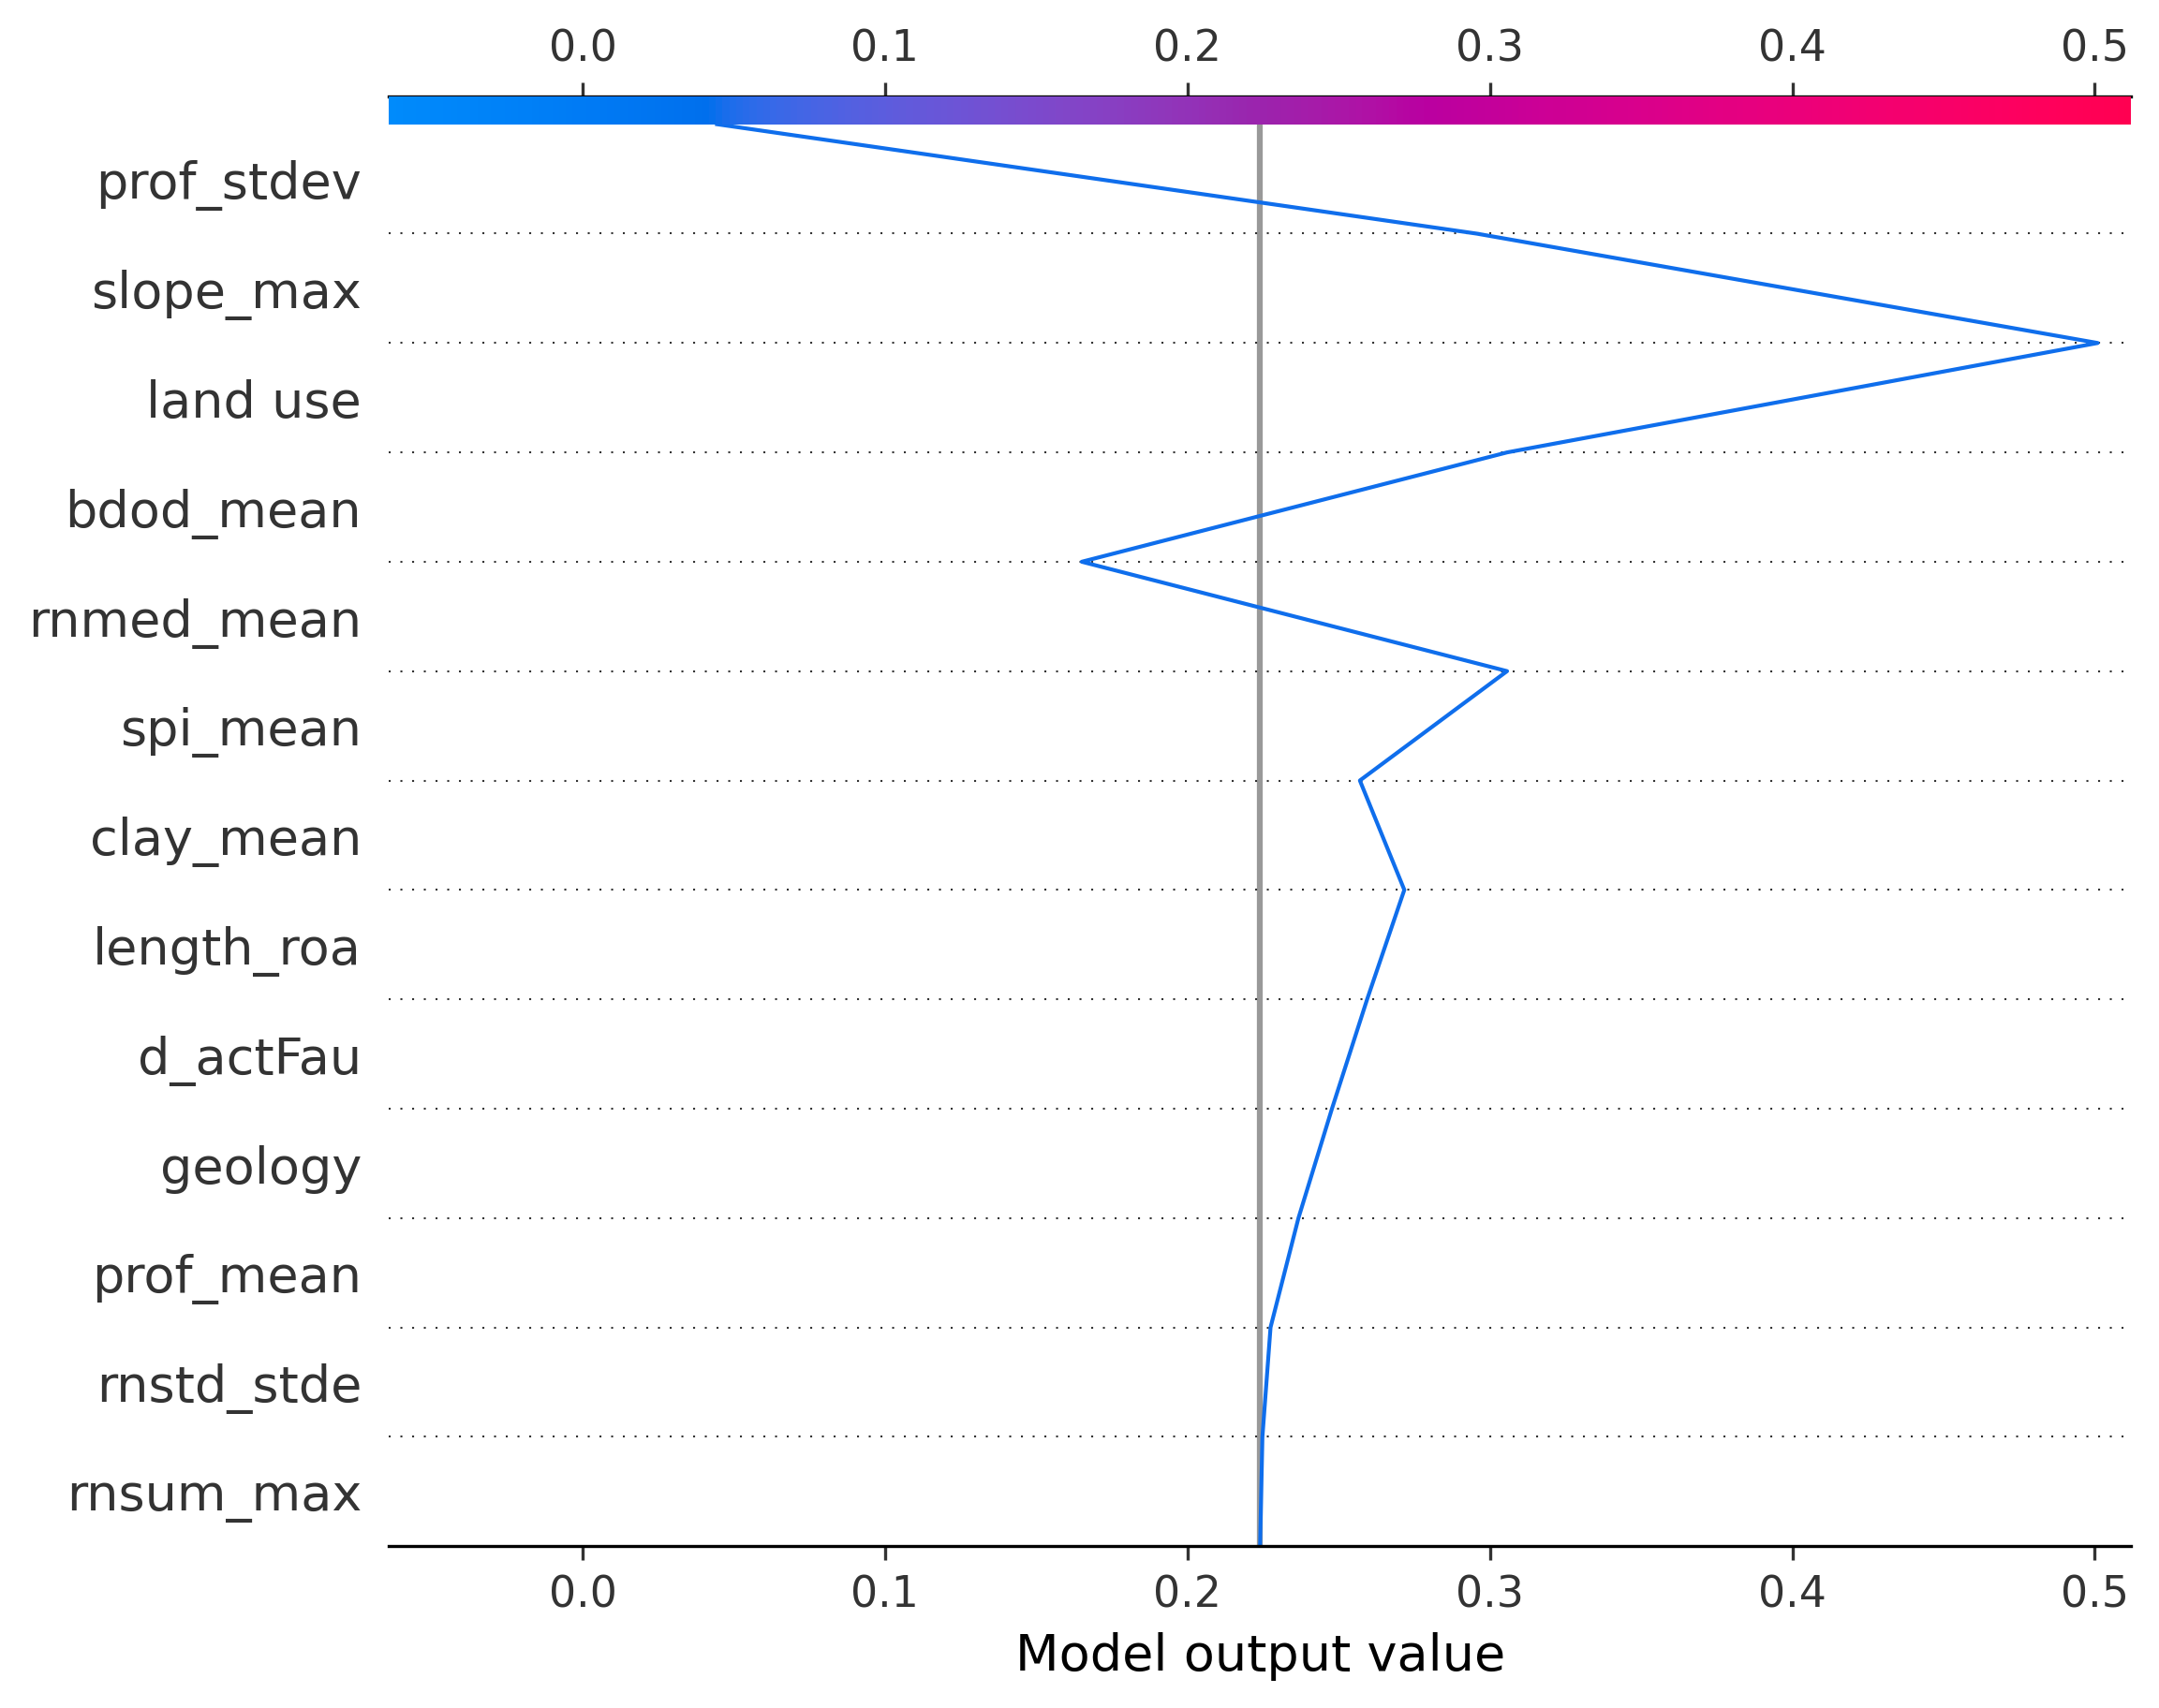 0.0 0.1 0.2 0.3 0.4 0.5
prof_stdev
slope_max
land use
bdod_mean
rnmed_mean
spi_mean
clay_mean
length_roa
d_actFau
geology
prof_mean
rnstd_stde
rnsum_max
0.0 0.1 0.2 0.3 0.4 0.5
Model output value